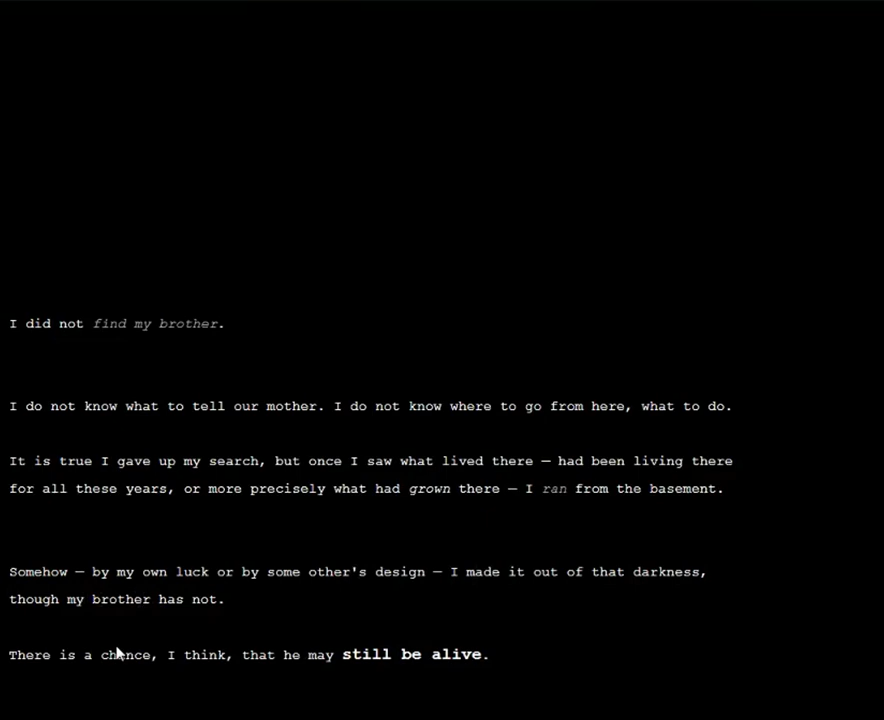 I did not find my brother.
I do not know what to tell our mother. I do not know where to go from here, what to do.
It is true I gave up my search, but once I saw what lived there — had been living there
for all these years, or more precisely what had grown there — I ran from the basement.
Somehow — by my own luck or by some other's design — I made it out of that darkness,
though my brother has not.
There is a chance, I think, that he may still be alive.